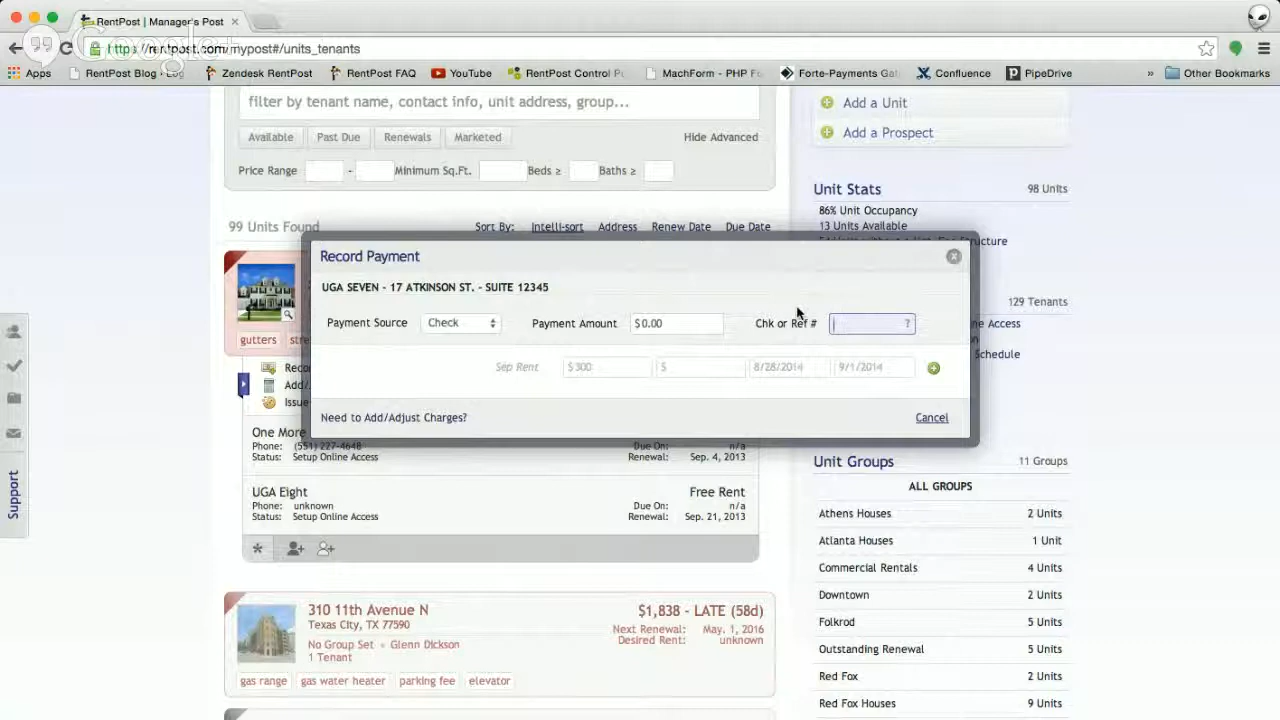 RentPost | Manager's Post
Google+
https://rentpost.com/mypost#/units_tenants
Apps
RentPost Blog
Zendesk RentPost
RentPost FAQ
YouTube
RentPost Control
MachForm - PHP
Forte-Payments
Confluence
PipeDrive
»
Other Bookmarks
filter by tenant name, contact info, unit address, group...
Available Past Due Renewals Marketed Hide Advanced
Price Range - Minimum Sq.Ft. Beds ≥ Baths ≥
99 Units Found Sort By: Intelli-sort Address Renew Date Due Date
Add a Unit
Add a Prospect
Unit Stats 98 Units
86% Unit Occupancy
13 Units Available
Structure
129 Tenants
Access
Schedule
Record Payment
UGA SEVEN - 17 ATKINSON ST. - SUITE 12345
Payment Source Check Payment Amount $0.00 Chk or Ref # ?
Sep Rent $300 $ 8/28/2014 9/1/2014
Need to Add/Adjust Charges? Cancel
gutters
Add/
Issue
One More
Phone: (551) 227-4648 Due On: n/a
Status: Setup Online Access Renewal: Sep. 4, 2013
UGA Eight Free Rent
Phone: unknown Due On: n/a
Status: Setup Online Access Renewal: Sep. 21, 2013
310 11th Avenue N $1,838 - LATE (58d)
Texas City, TX 77590 Next Renewal: May. 1, 2016
Desired Rent: unknown
No Group Set Glenn Dickson
1 Tenant
gas range gas water heater parking fee elevator
Unit Groups 11 Groups
ALL GROUPS
Athens Houses 2 Units
Atlanta Houses 1 Unit
Commercial Rentals 4 Units
Downtown 2 Units
Folkrod 5 Units
Outstanding Renewal 5 Units
Red Fox 2 Units
Red Fox Houses 9 Units
Support